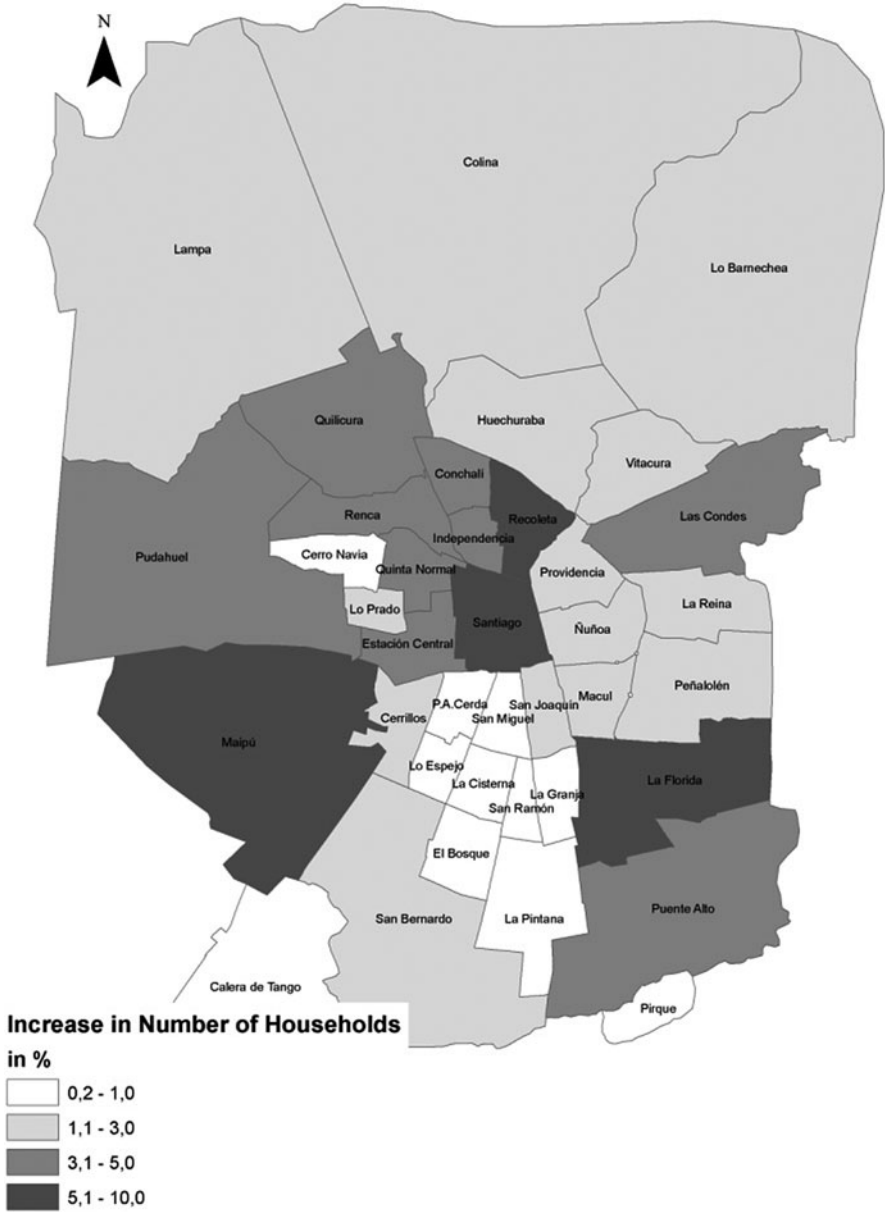 N
Colina
Lampa
Lo Barnechea
Quilicura
Huechuraba
Vitacura
Conchalí
Renca
Recoleta
Las Condes
Independencia
Pudahuel
Cerro Navia
Quinta Normal
Providencia
La Reina
Lo Prado
Santiago
Ñuñoa
Estación Central
Peñalolén
Macul
P.A.Cerda
San Joaquin
San Miguel
Cerrillos
Maipú
Lo Espejo
La Cisterna
La Granja
La Florida
San Ramón
El Bosque
Puente Alto
San Bernardo
La Pintana
Calera de Tango
Pirque
Increase in Number of Households
in %
0,2 - 1,0
1,1 - 3,0
3,1 - 5,0
5,1 - 10,0